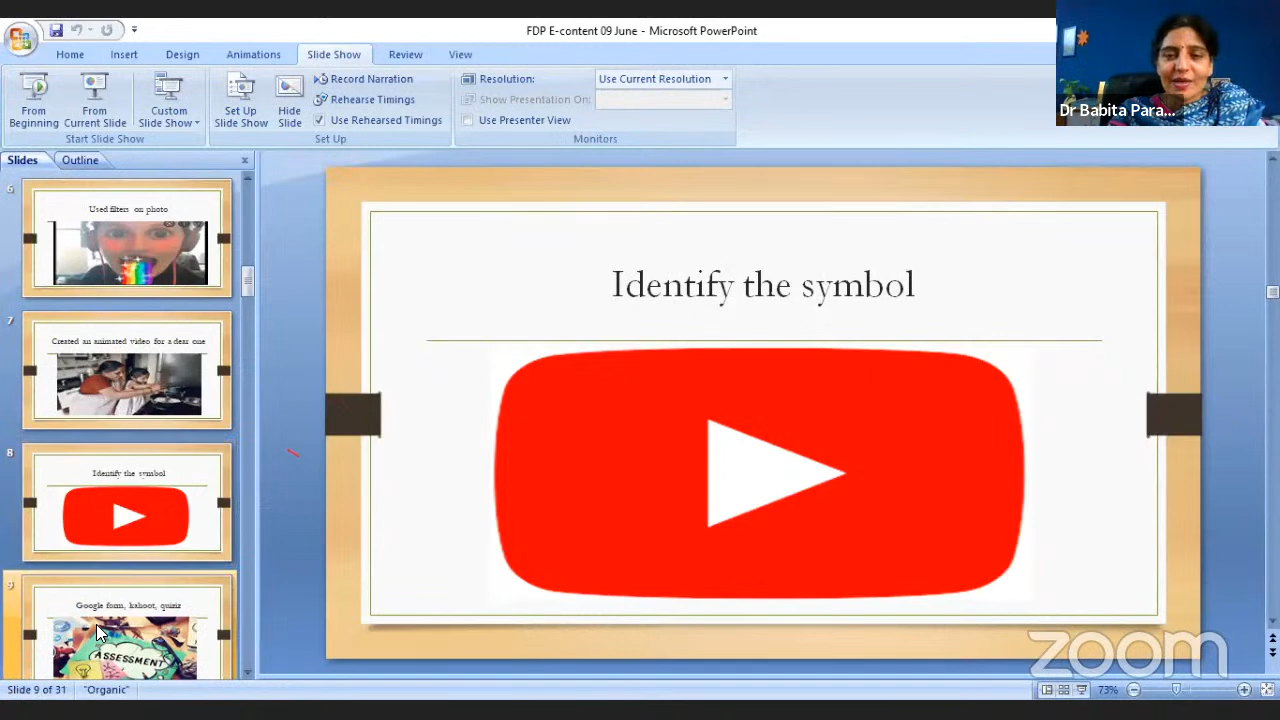 FDP E-content 09 June - Microsoft PowerPoint
Home Insert Design Animations Slide Show Review View
From Beginning
From Current Slide
Custom Slide Show
Start Slide Show
Set Up Slide Show
Hide Slide
Record Narration
Rehearse Timings
Use Rehearsed Timings
Set Up
Resolution: Use Current Resolution
Show Presentation On:
Use Presenter View
Monitors
Dr Babita Para...
Slides Outline
6
Used filters on photo
7
Created an animated video for a dear one
8
Identify the symbol
9
Google form, kahoot, quiziz
ASSESSMENT
Identify the symbol
zoom
Slide 9 of 31 "Organic" 73%